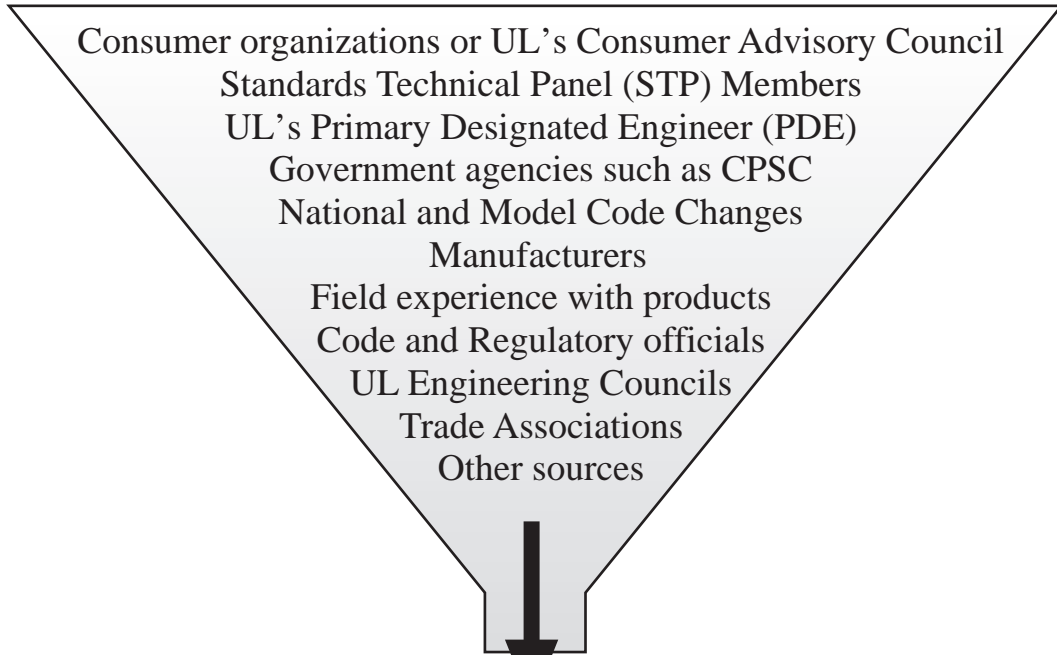 Consumer organizations or UL’s Consumer Advisory Council
Standards Technical Panel (STP) Members
UL’s Primary Designated Engineer (PDE)
Government agencies such as CPSC
National and Model Code Changes
Manufacturers
Field experience with products
Code and Regulatory officials
UL Engineering Councils
Trade Associations
Other sources